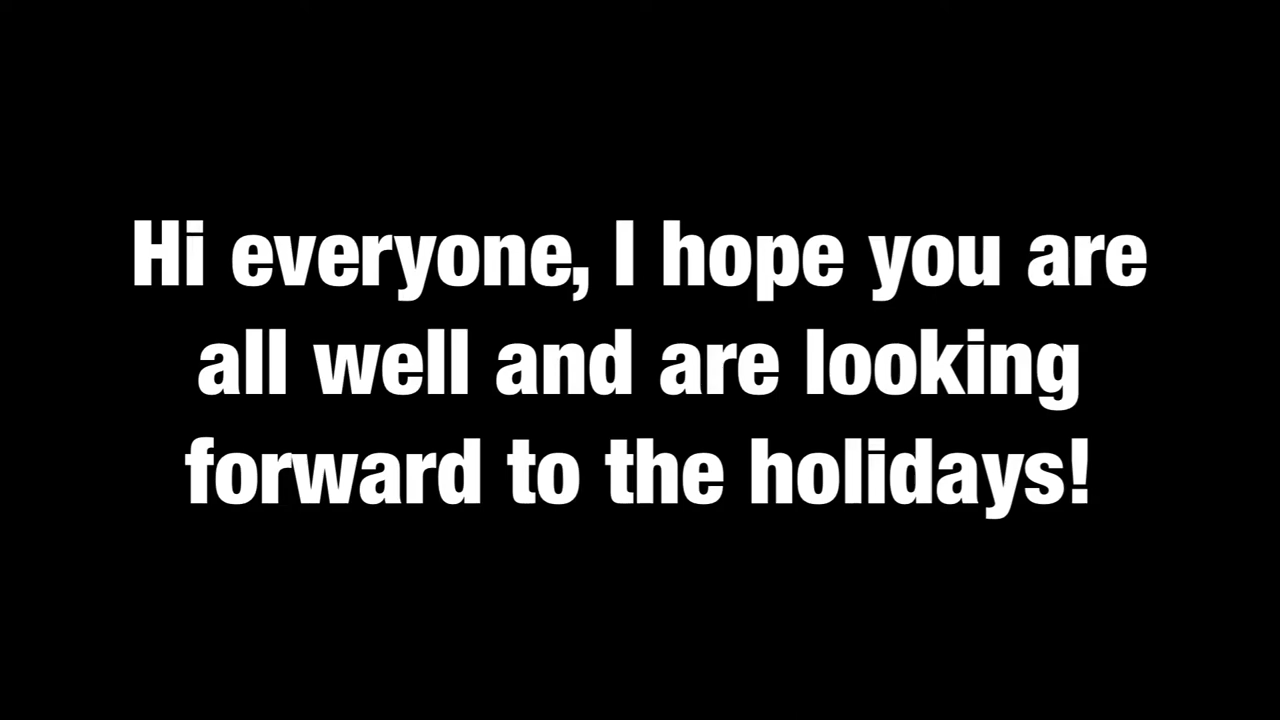 Hi everyone, I hope you are
all well and are looking
forward to the holidays!